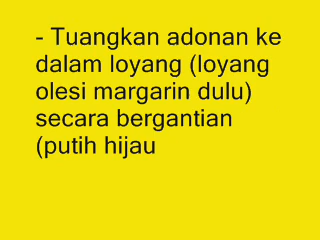 - Tuangkan adonan ke
dalam loyang (loyang
olesi margarin dulu)
secara bergantian
(putih hijau